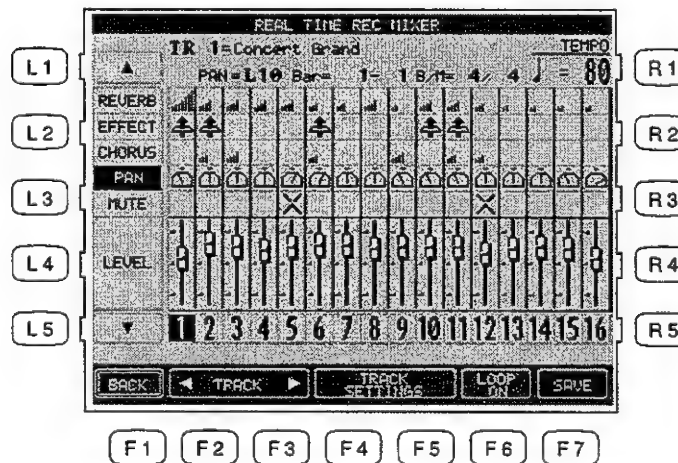 REAL TIME REC MIXER
TR 1=Concert Grand
TEMPO
PAN=L10 Bar= 1- 1 B/M= 4/ 4 ♩ = 80
REVERB
EFFECT
CHORUS
PAN
MUTE
LEVEL
1 2 3 4 5 6 7 8 9 10 11 12 13 14 15 16
BACK
◄ TRACK ►
TRACK SETTINGS
LOOP ON
SAVE
L1
L2
L3
L4
L5
R1
R2
R3
R4
R5
F1 F2 F3 F4 F5 F6 F7